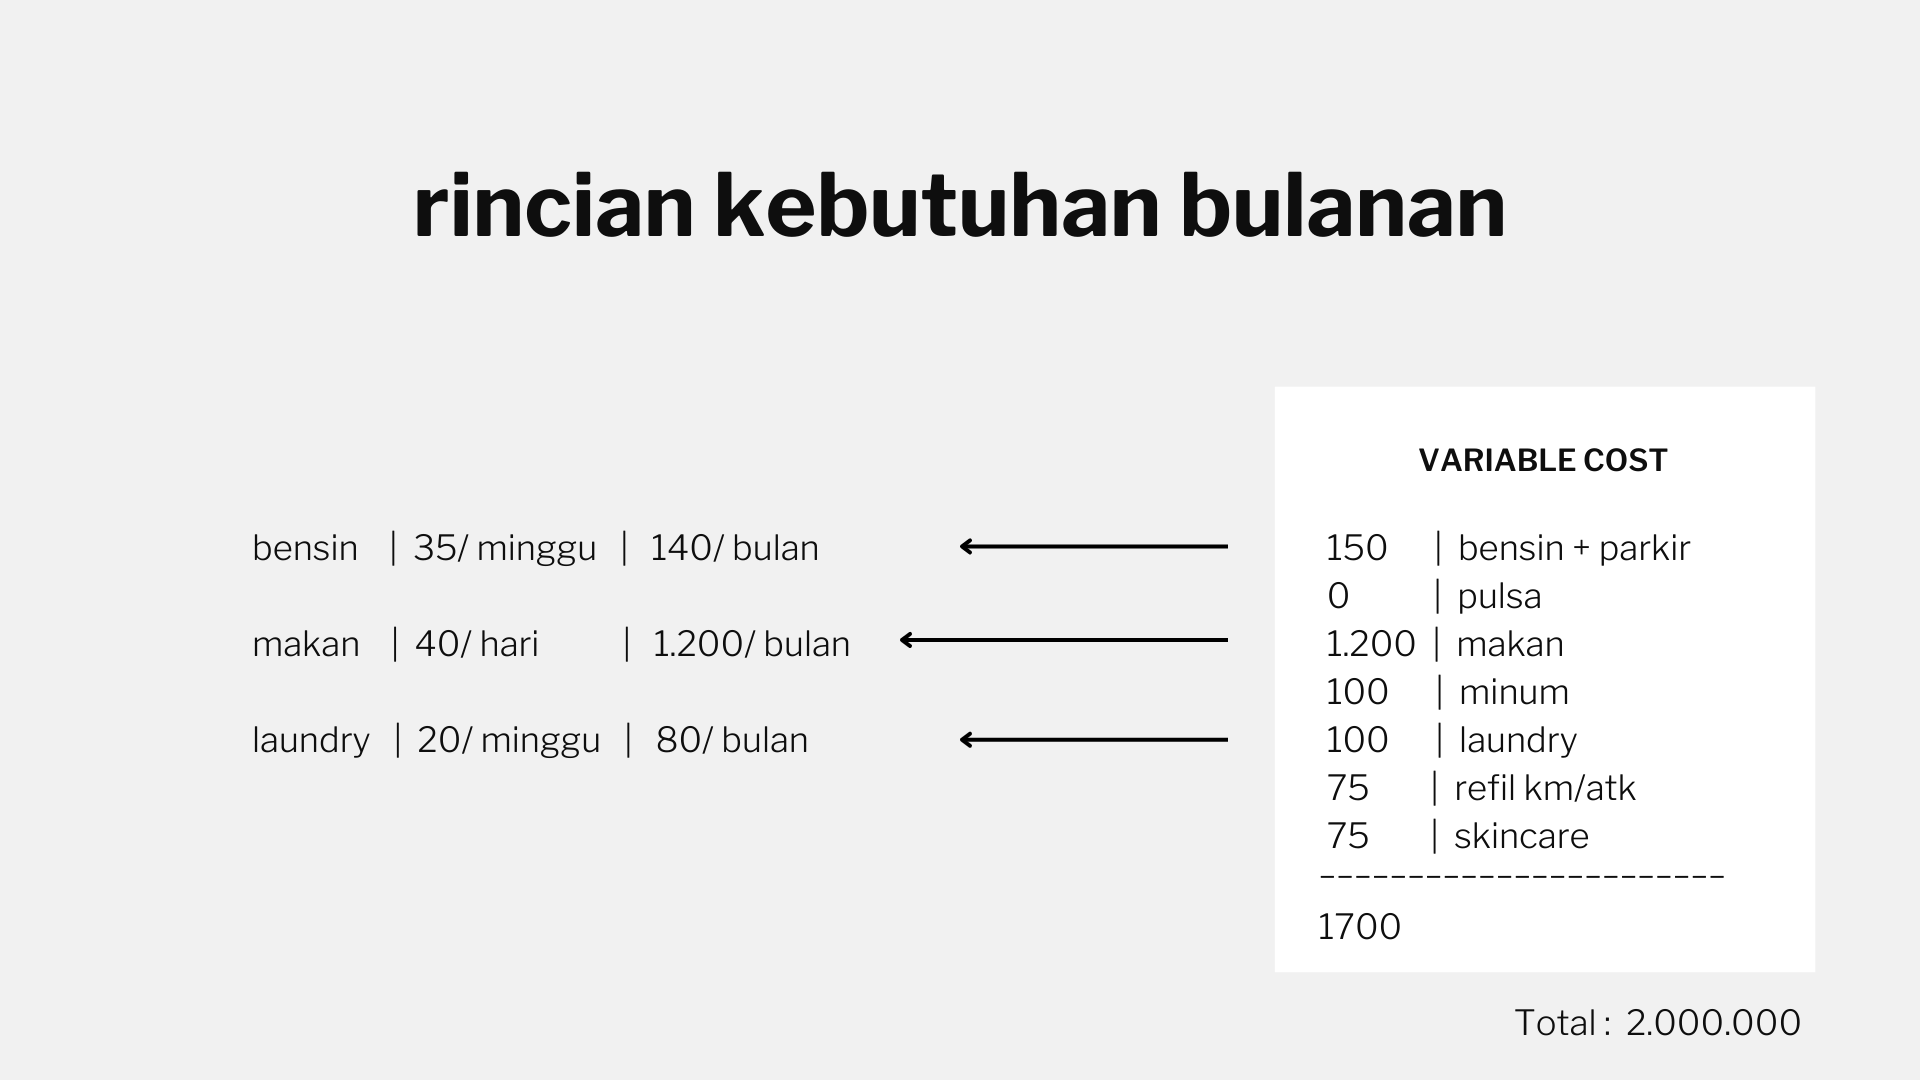 rincian kebutuhan bulanan
bensin | 35/ minggu | 140/ bulan
makan | 40/ hari | 1.200/ bulan
laundry | 20/ minggu | 80/ bulan
VARIABLE COST
150 | bensin + parkir
0 | pulsa
1.200 | makan
100 | minum
100 | laundry
75 | refil km/atk
75 | skincare
-----------------------
1700
Total : 2.000.000